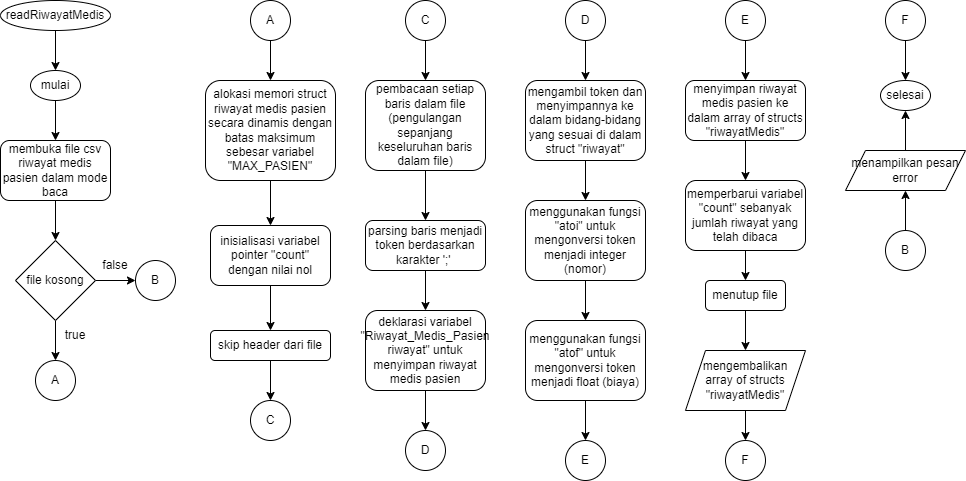 readRiwayatMedis
mulai
membuka file csv
riwayat medis
pasien dalam mode
baca
file kosong
false
B
true
A
A
alokasi memori struct
riwayat medis pasien
secara dinamis dengan
batas maksimum
sebesar variabel
"MAX_PASIEN"
inisialisasi variabel
pointer "count"
dengan nilai nol
skip header dari file
C
C
pembacaan setiap
baris dalam file
(pengulangan
sepanjang
keseluruhan baris
dalam file)
parsing baris menjadi
token berdasarkan
karakter ';'
deklarasi variabel
"Riwayat_Medis_Pasien
riwayat" untuk
menyimpan riwayat
medis pasien
D
D
mengambil token dan
menyimpannya ke
dalam bidang-bidang
yang sesuai di dalam
struct "riwayat"
menggunakan fungsi
"atoi" untuk
mengonversi token
menjadi integer
(nomor)
menggunakan fungsi
"atof" untuk
mengonversi token
menjadi float (biaya)
E
E
menyimpan riwayat
medis pasien ke
dalam array of structs
"riwayatMedis"
memperbarui variabel
"count" sebanyak
jumlah riwayat yang
telah dibaca
menutup file
mengembalikan
array of structs
"riwayatMedis"
F
F
selesai
menampilkan pesan
error
B